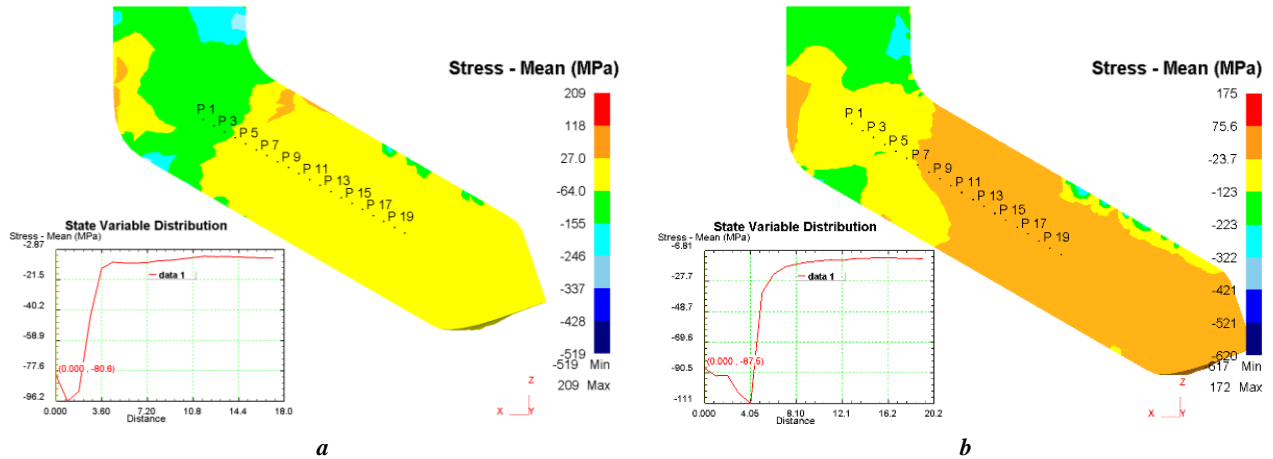 Stress - Mean (MPa)
209
118
27.0
-64.0
-155
-246
-337
-428
-519
-519 Min
209 Max
P 1
P 3
P 5
P 7
P 9
P 11
P 13
P 15
P 17
P 19
State Variable Distribution
Stress - Mean (MPa)
-2.87
-21.5
-40.2
-58.9
-77.6
-96.2
data 1
(0.000 , -80.6)
0.000 3.60 7.20 10.8 14.4 18.0
Distance
Z
X Y
a
Stress - Mean (MPa)
175
75.6
-23.7
-123
-223
-322
-421
-521
-620
-617 Min
172 Max
P 1
P 3
P 5
P 7
P 9
P 11
P 13
P 15
P 17
P 19
State Variable Distribution
Stress - Mean (MPa)
-6.81
-27.7
-48.7
-69.6
-90.5
-111
data 1
(0.000 , -87.5)
0.000 4.05 8.10 12.1 16.2 20.2
Distance
Z
X Y
b